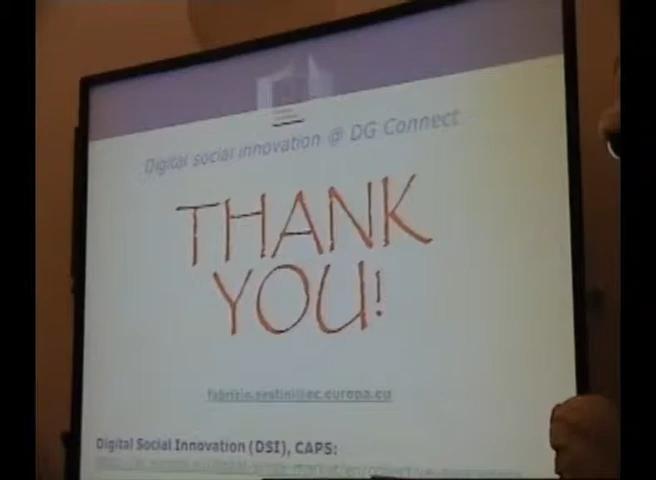 Digital social innovation @ DG Connect
THANK
YOU!
fabrizio.sestini@ec.europa.eu
Digital Social Innovation (DSI), CAPS: